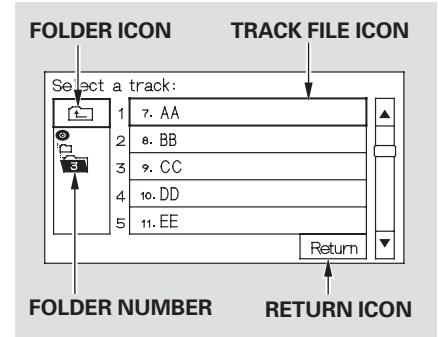 FOLDER ICON TRACK FILE ICON
Select a track:
1 7. AA
2 8. BB
3 3 9. CC
4 10. DD
5 11. EE
Return
FOLDER NUMBER RETURN ICON